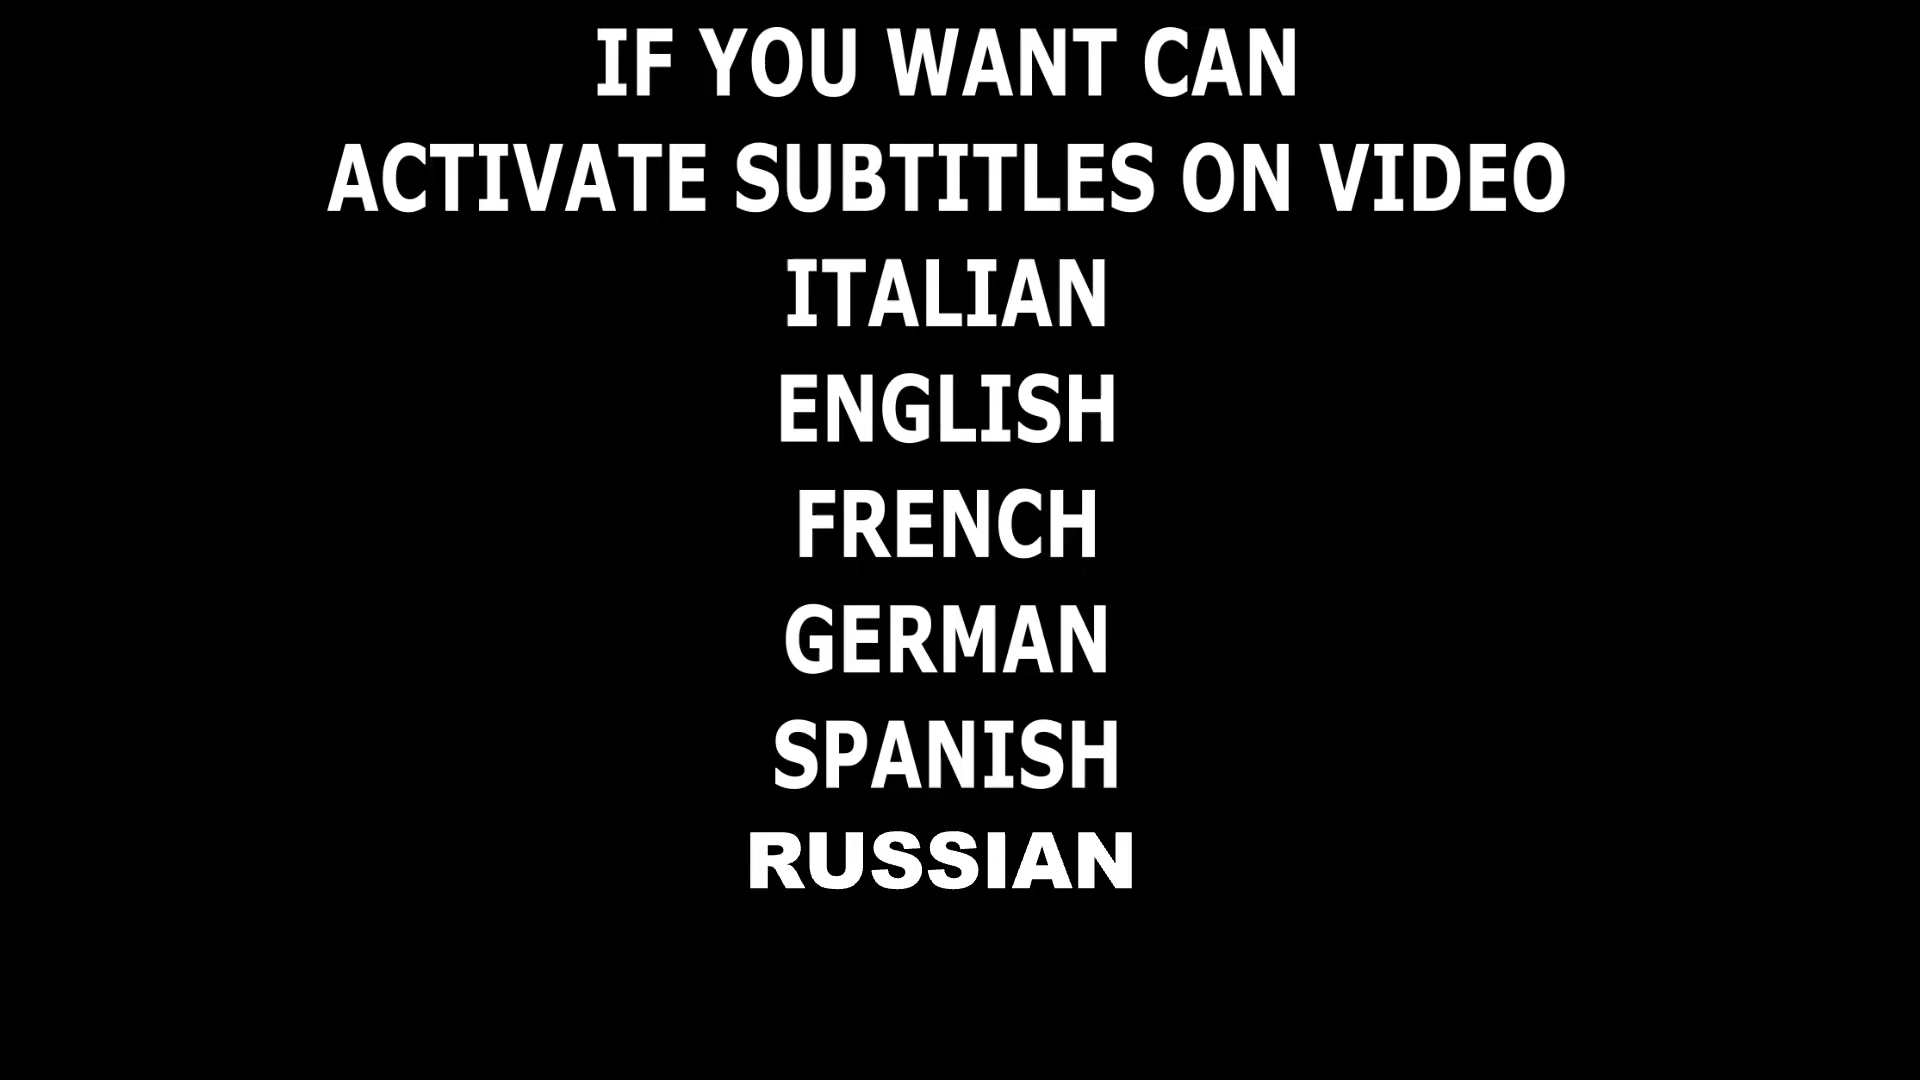 IF YOU WANT CAN
ACTIVATE SUBTITLES ON VIDEO
ITALIAN
ENGLISH
FRENCH
GERMAN
SPANISH
RUSSIAN